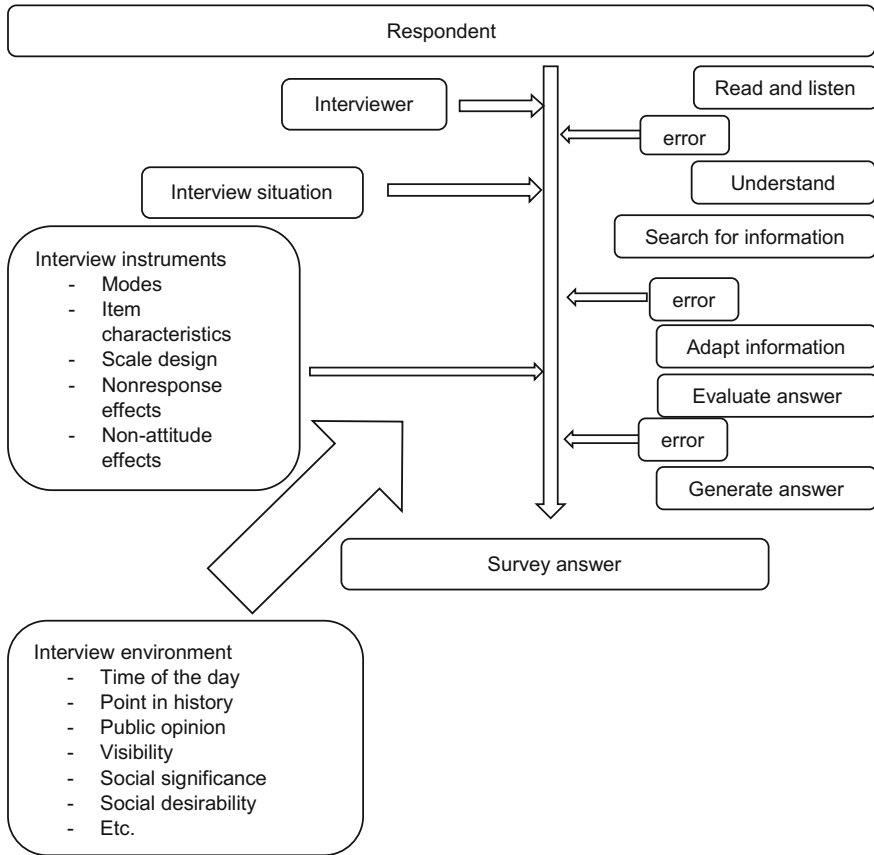 Respondent
Read and listen
Interviewer
error
Interview situation
Understand
Search for information
Interview instruments
- Modes
- Item
characteristics
- Scale design
- Nonresponse
effects
- Non-attitude
effects
error
Adapt information
Evaluate answer
error
Generate answer
Survey answer
Interview environment
- Time of the day
- Point in history
- Public opinion
- Visibility
- Social significance
- Social desirability
- Etc.